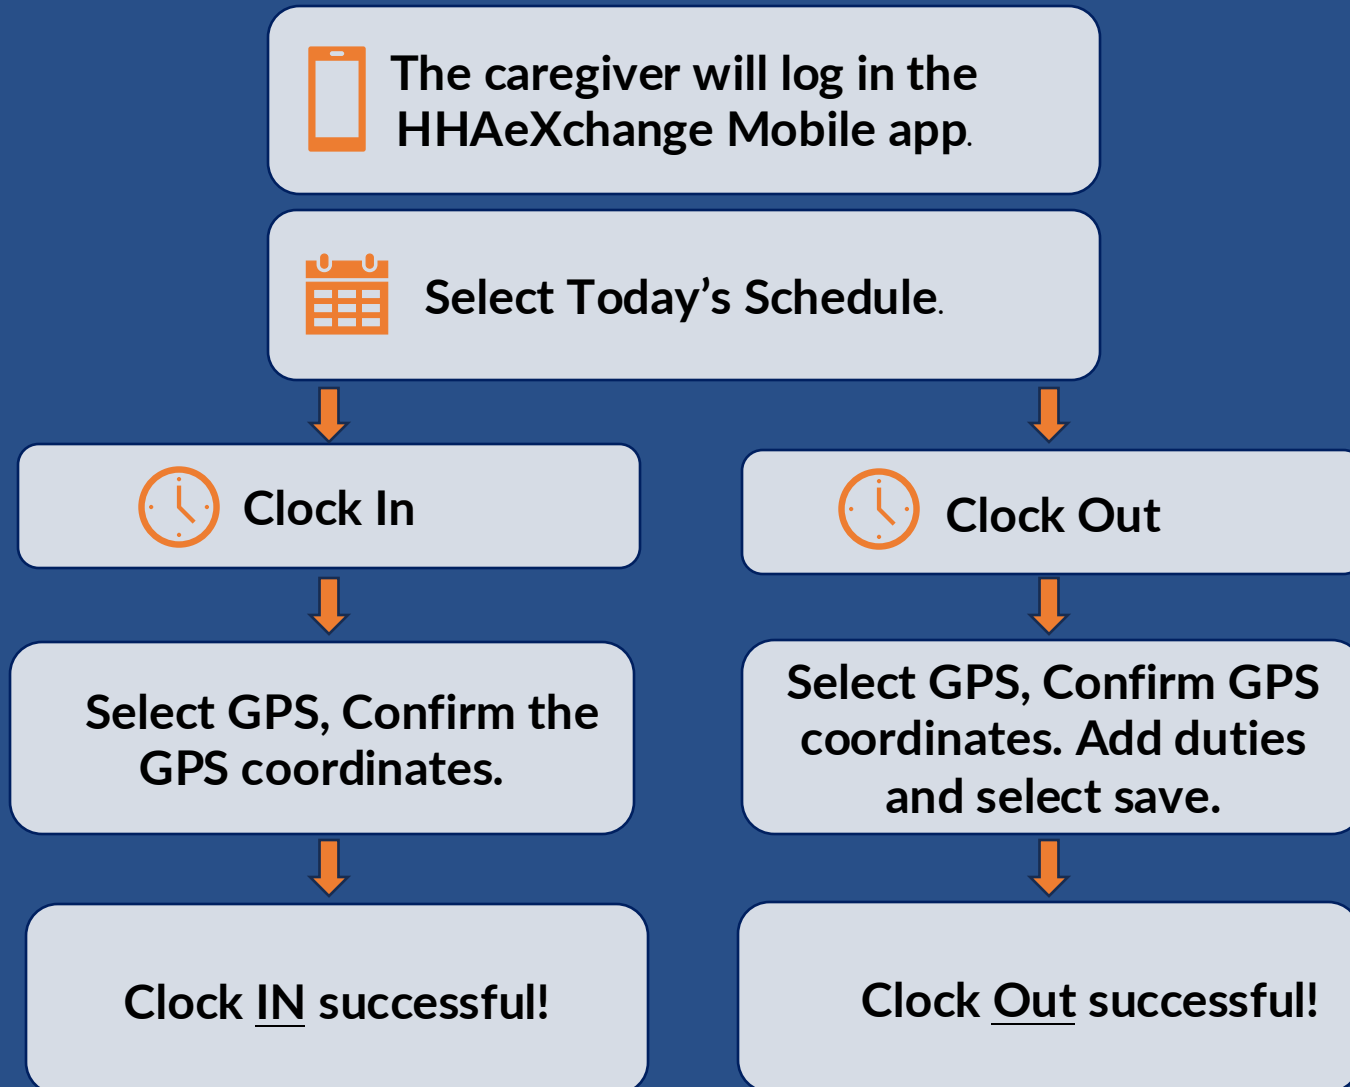 The caregiver will log in the
HHAeXchange Mobile app.
Select Today’s Schedule.
Clock In
Clock Out
Select GPS, Confirm the
GPS coordinates.
Select GPS, Confirm GPS
coordinates. Add duties
and select save.
Clock IN successful!
Clock Out successful!